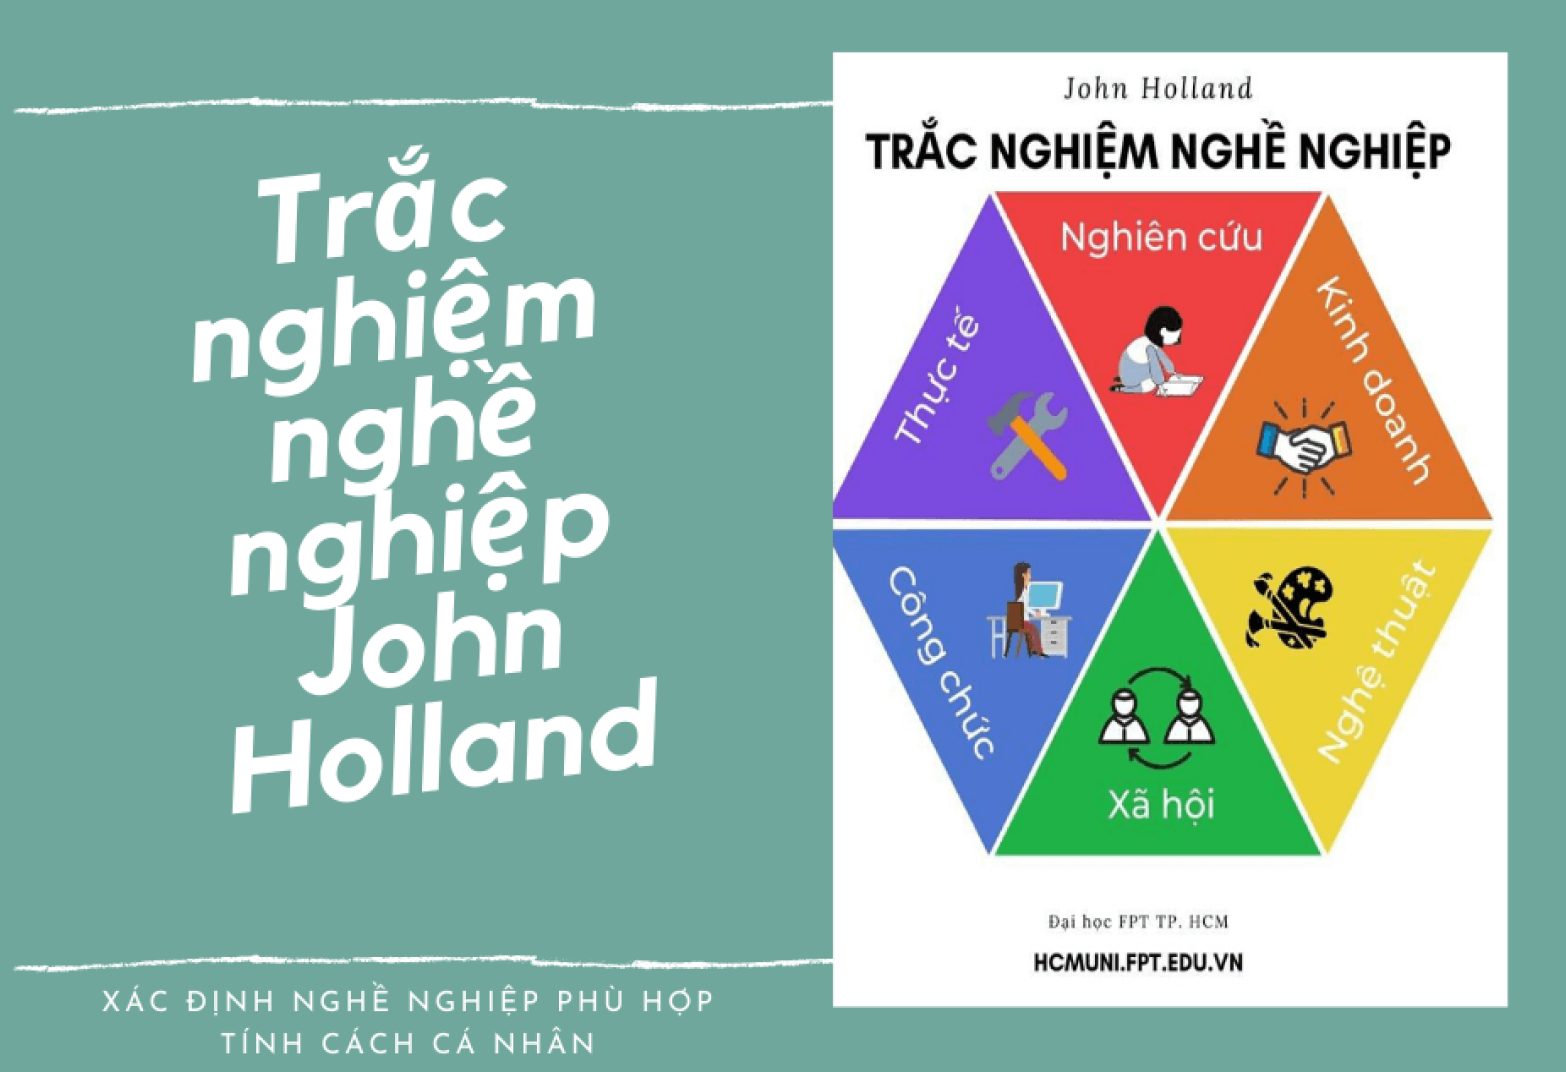 Trắc
nghiệm
nghề
nghiệp
John
Holland
XÁC ĐỊNH NGHỀ NGHIỆP PHÙ HỢP
TÍNH CÁCH CÁ NHÂN
John Holland
TRẮC NGHIỆM NGHỀ NGHIỆP
Thực tế
Nghiên cứu
Kinh doanh
Công chức
Xã hội
Nghệ thuật
Đại học FPT TP. HCM
HCMUNI.FPT.EDU.VN